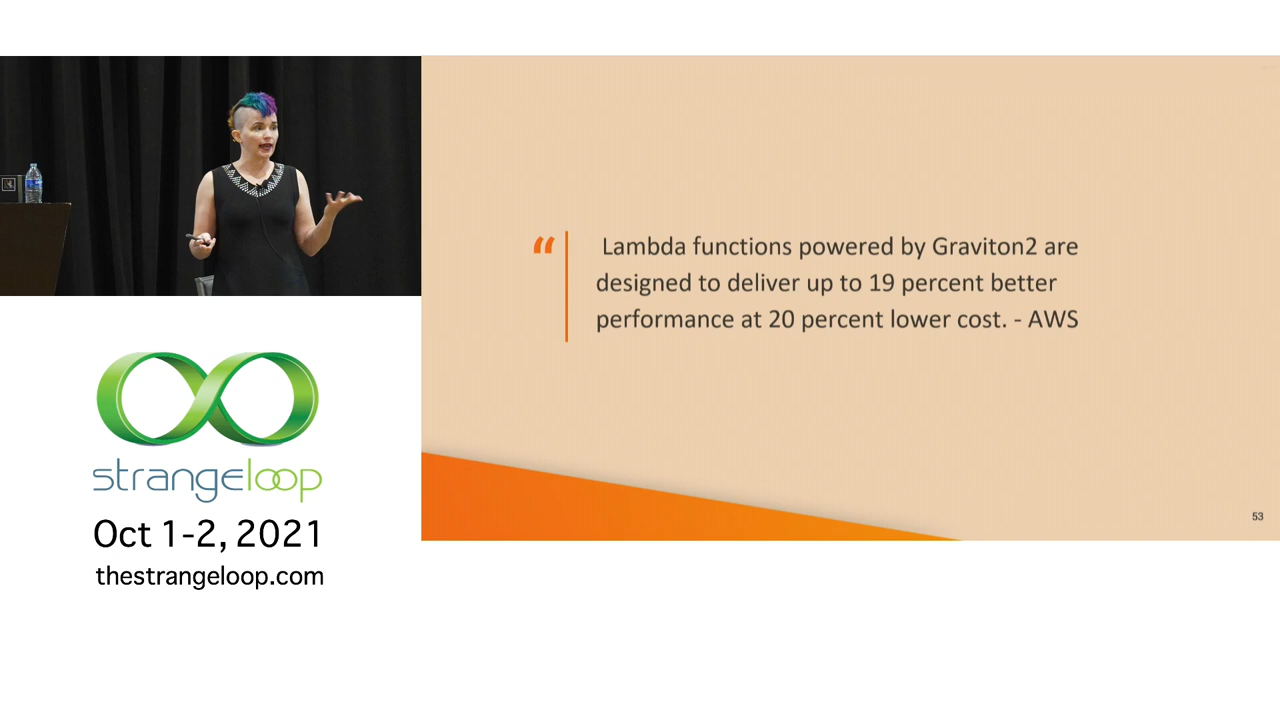 “ Lambda functions powered by Graviton2 are
designed to deliver up to 19 percent better
performance at 20 percent lower cost. - AWS
53
strangeloop
Oct 1-2, 2021
thestrangeloop.com